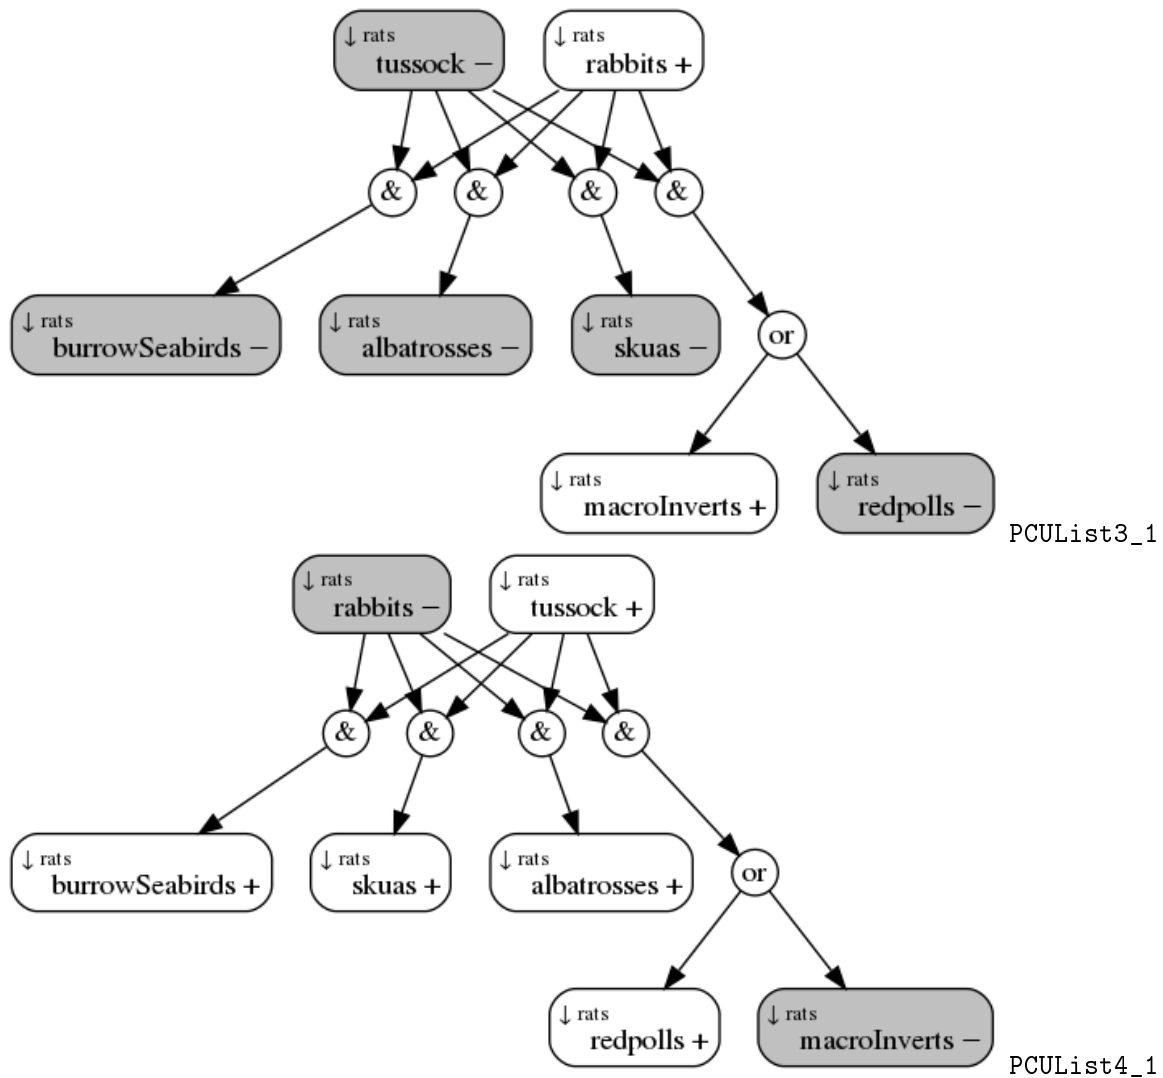 ↓ rats
tussock −
↓ rats
rabbits +
& & & &
↓ rats
burrowSeabirds −
↓ rats
albatrosses −
↓ rats
skuas −
or
↓ rats
macroInverts +
↓ rats
redpolls −
PCUList3_1
↓ rats
rabbits −
↓ rats
tussock +
& & & &
↓ rats
burrowSeabirds +
↓ rats
skuas +
↓ rats
albatrosses +
or
↓ rats
redpolls +
↓ rats
macroInverts −
PCUList4_1